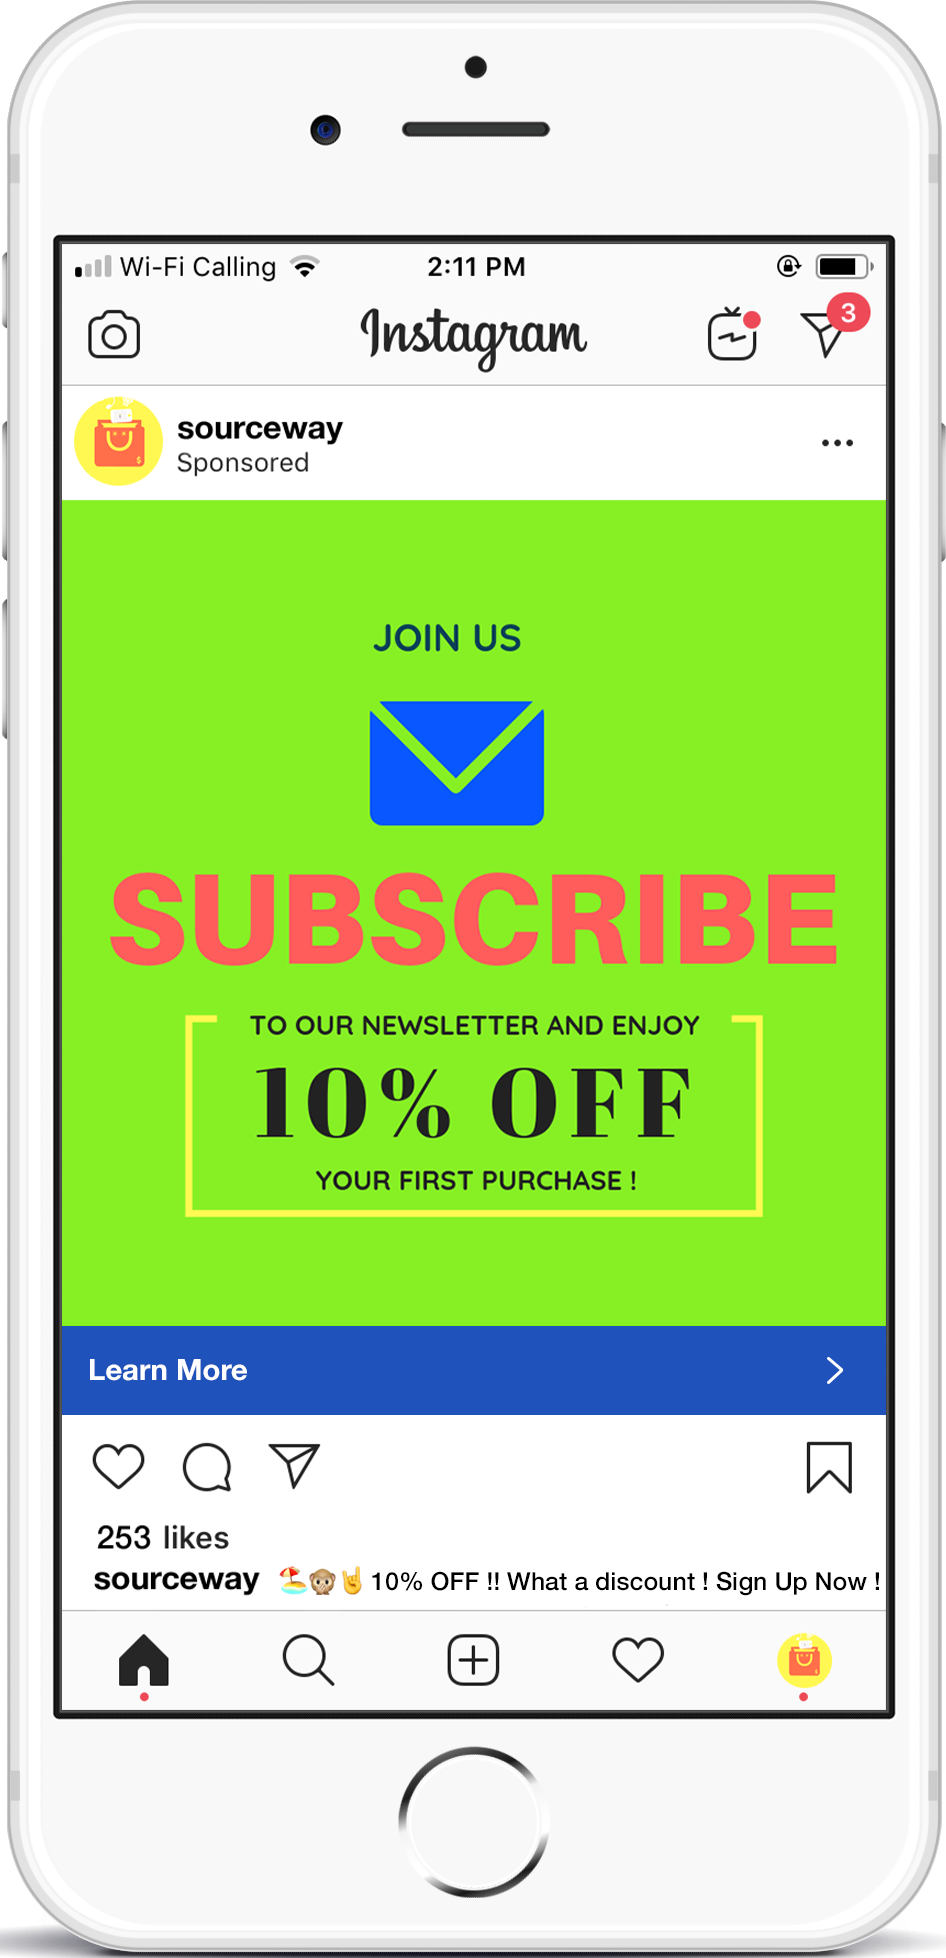 Wi-Fi Calling 2:11 PM
Instagram 3
sourceway
Sponsored
JOIN US
SUBSCRIBE
TO OUR NEWSLETTER AND ENJOY
10% OFF
YOUR FIRST PURCHASE !
Learn More
253 likes
sourceway 🏖️🙊🤘 10% OFF !! What a discount ! Sign Up Now !